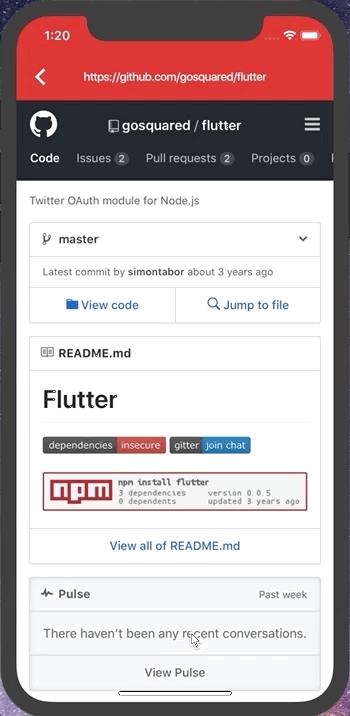 1:20
https://github.com/gosquared/flutter
gosquared / flutter
Code Issues 2 Pull requests 2 Projects 0
Twitter OAuth module for Node.js
master
Latest commit by simontabor about 3 years ago
View code Jump to file
README.md
Flutter
dependencies insecure gitter join chat
npm
npm install flutter
3 dependencies version 0.0.5
0 dependents updated 3 years ago
View all of README.md
Pulse Past week
There haven't been any recent conversations.
View Pulse